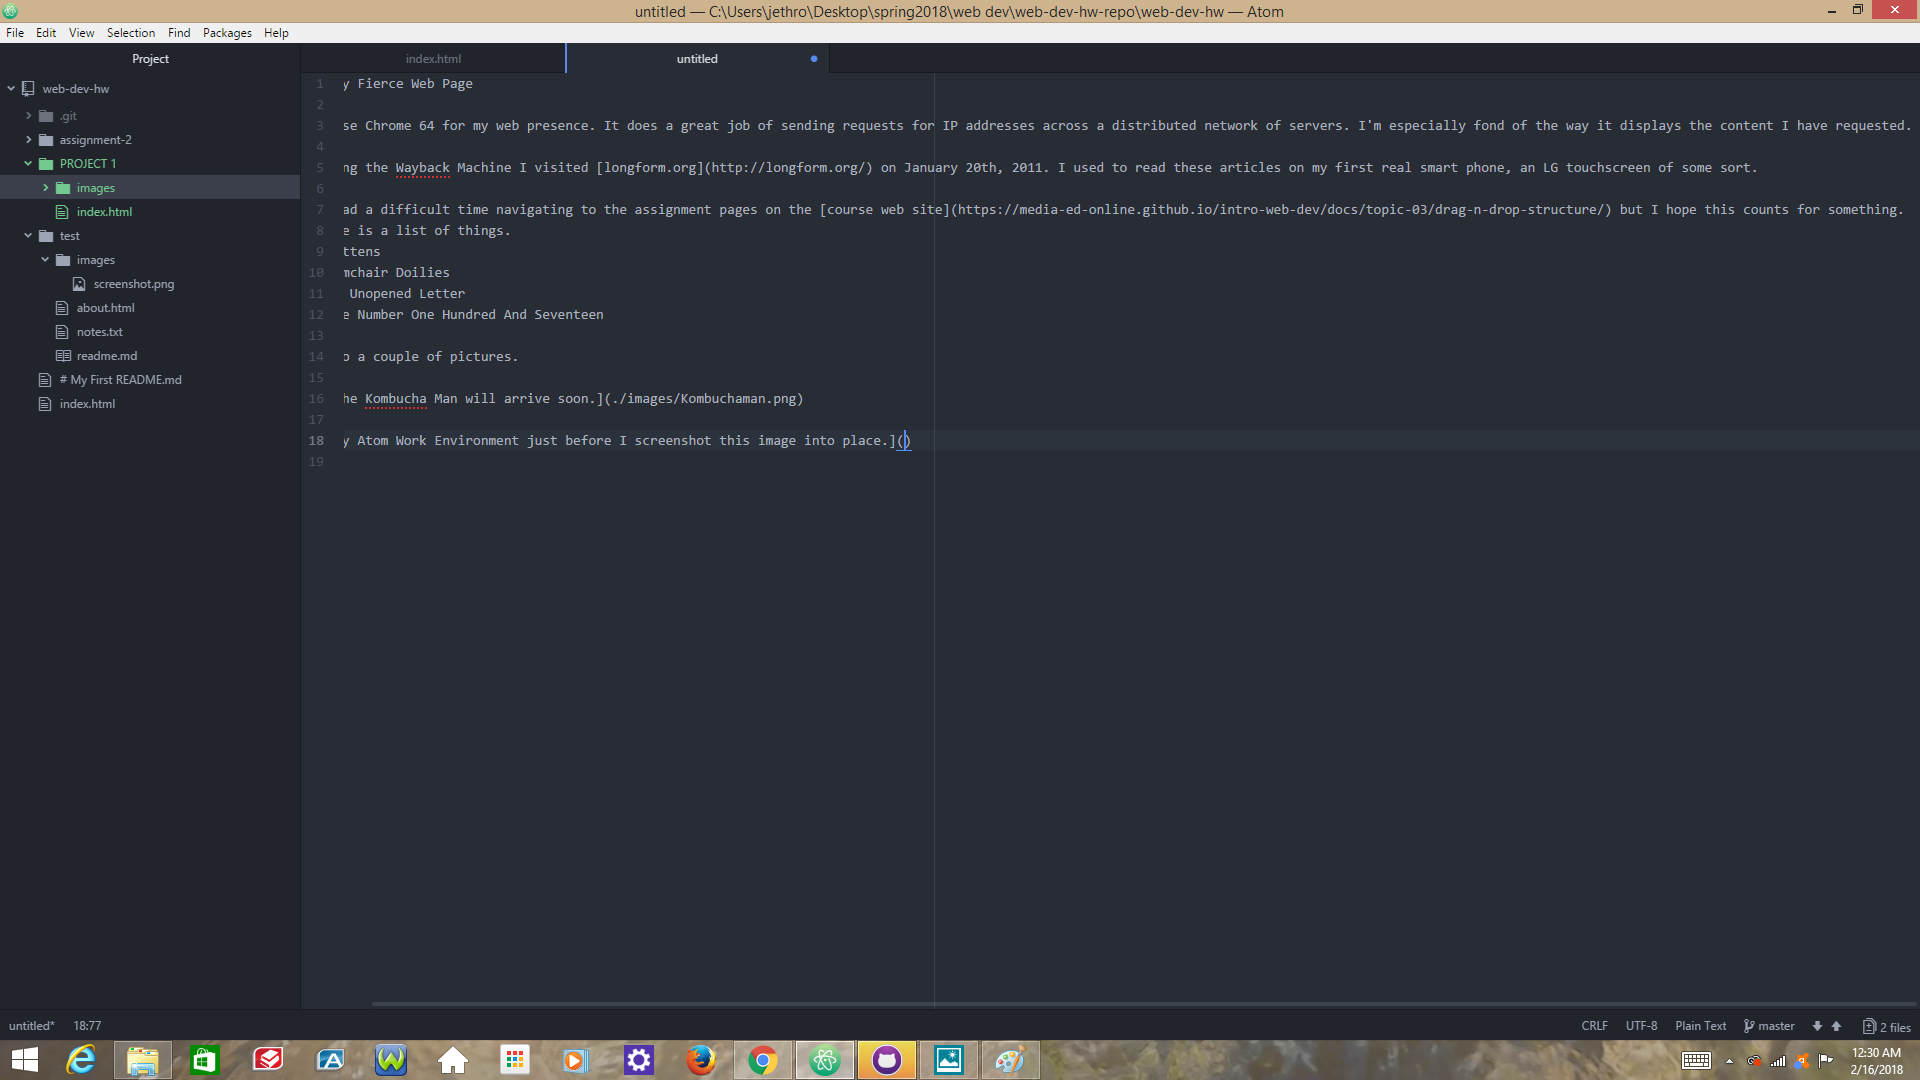 untitled — C:\Users\jethro\Desktop\spring2018\web dev\web-dev-hw-repo\web-dev-hw — Atom
File Edit View Selection Find Packages Help
Project
index.html
untitled
web-dev-hw
.git
assignment-2
PROJECT 1
images
index.html
test
images
screenshot.png
about.html
notes.txt
readme.md
# My First README.md
index.html
1 y Fierce Web Page
2
3 se Chrome 64 for my web presence. It does a great job of sending requests for IP addresses across a distributed network of servers. I'm especially fond of the way it displays the content I have requested.
4
5 ng the Wayback Machine I visited [longform.org](http://longform.org/) on January 20th, 2011. I used to read these articles on my first real smart phone, an LG touchscreen of some sort.
6
7 ad a difficult time navigating to the assignment pages on the [course web site](https://media-ed-online.github.io/intro-web-dev/docs/topic-03/drag-n-drop-structure/) but I hope this counts for something.
8 e is a list of things.
9 ttens
10 mchair Doilies
11 Unopened Letter
12 e Number One Hundred And Seventeen
13
14 o a couple of pictures.
15
16 he Kombucha Man will arrive soon.](./images/Kombuchaman.png)
17
18 y Atom Work Environment just before I screenshot this image into place.]()
19
untitled* 18:77
CRLF UTF-8 Plain Text master 2 files
12:30 AM
2/16/2018